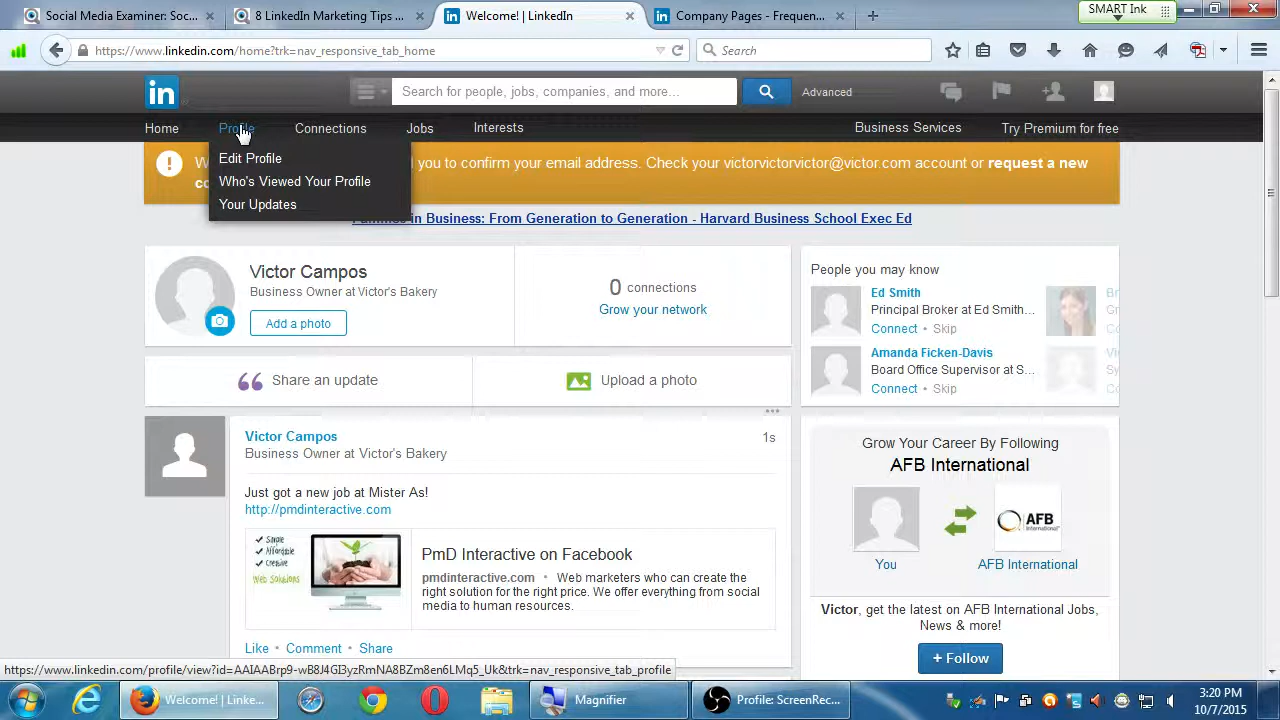 Social Media Examiner: Soc...
8 LinkedIn Marketing Tips ...
Welcome! | LinkedIn
Company Pages - Frequen...
SMART Ink
https://www.linkedin.com/home?trk=nav_responsive_tab_home
Search
in
Search for people, jobs, companies, and more...
Advanced
Home
Profile
Connections
Jobs
Interests
Business Services
Try Premium for free
Edit Profile
Who's Viewed Your Profile
Your Updates
you to confirm your email address. Check your victorvictorvictor@victor.com account or request a new
in Business: From Generation to Generation - Harvard Business School Exec Ed
Victor Campos
Business Owner at Victor's Bakery
Add a photo
0 connections
Grow your network
People you may know
Ed Smith
Principal Broker at Ed Smith...
Connect • Skip
Amanda Ficken-Davis
Board Office Supervisor at S...
Connect • Skip
Share an update
Upload a photo
Victor Campos
1s
Business Owner at Victor's Bakery
Just got a new job at Mister As!
http://pmdinteractive.com
Simple
Affordable
Creative
Web Solutions
PmD Interactive on Facebook
pmdinteractive.com • Web marketers who can create the
right solution for the right price. We offer everything from social
media to human resources.
Like • Comment • Share
Grow Your Career By Following
AFB International
AFB
International
You
AFB International
Victor, get the latest on AFB International Jobs,
News & more!
+ Follow
https://www.linkedin.com/profile/view?id=
&trk=nav_responsive_tab_profile
Welcome! | Linke...
Magnifier
Profile: ScreenRec...
3:20 PM
10/7/2015